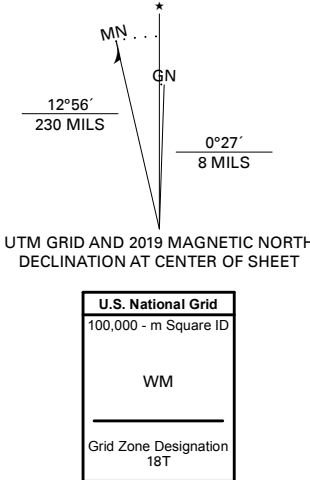 ★
MN
GN
12°56´
230 MILS
0°27´
8 MILS
UTM GRID AND 2019 MAGNETIC NORTH
DECLINATION AT CENTER OF SHEET
U.S. National Grid
100,000 - m Square ID
WM
Grid Zone Designation
18T